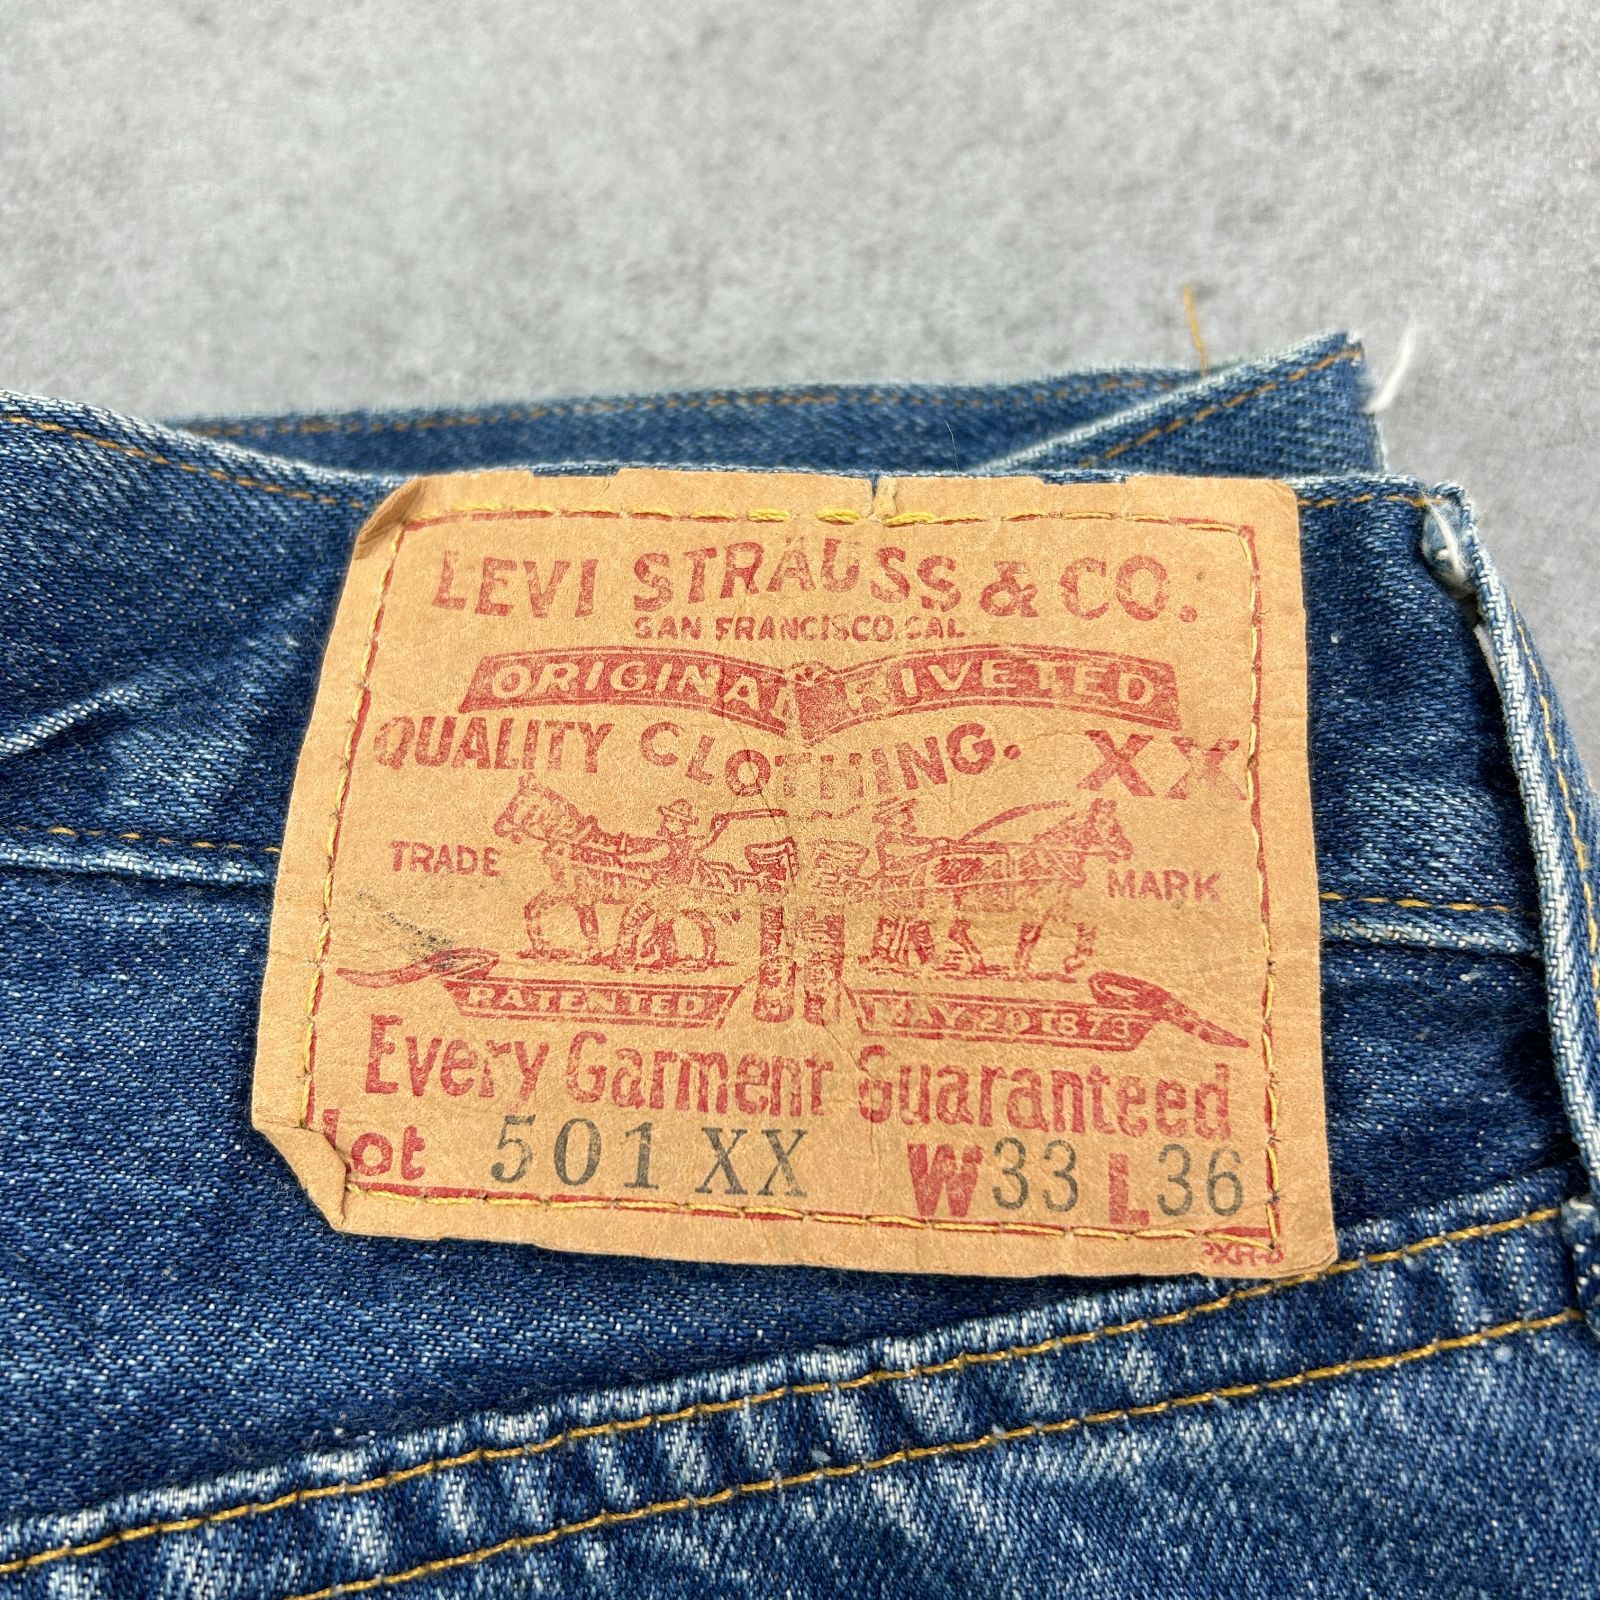 LEVI STRAUSS & CO.
SAN FRANCISCO, CAL.
ORIGINAL RIVETED
QUALITY CLOTHING. XX
TRADE MARK
PATENTED MAY 20 1873
Every Garment Guaranteed
Lot 501 XX W33 L36